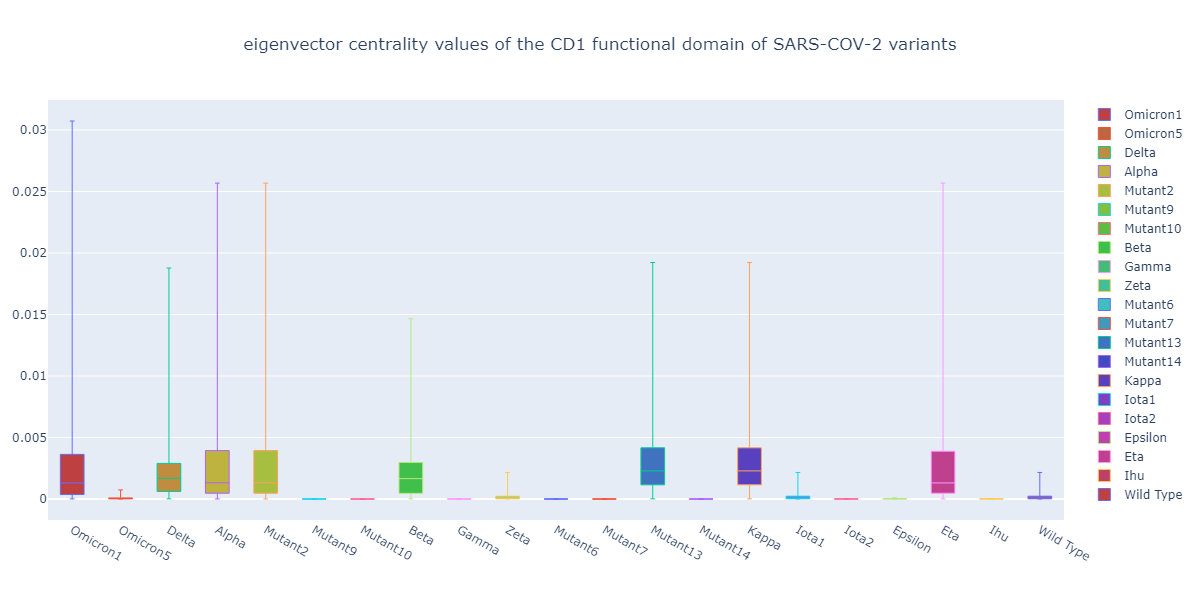 eigenvector centrality values of the CD1 functional domain of SARS-COV-2 variants
0.03
0.025
0.02
0.015
0.01
0.005
0
Omicron1
Omicron5
Delta
Alpha
Mutant2
Mutant9
Mutant10
Beta
Gamma
Zeta
Mutant6
Mutant7
Mutant13
Mutant14
Kappa
Iota1
Iota2
Epsilon
Eta
Ihu
Wild Type
Omicron1
Omicron5
Delta
Alpha
Mutant2
Mutant9
Mutant10
Beta
Gamma
Zeta
Mutant6
Mutant7
Mutant13
Mutant14
Kappa
Iota1
Iota2
Epsilon
Eta
Ihu
Wild Type